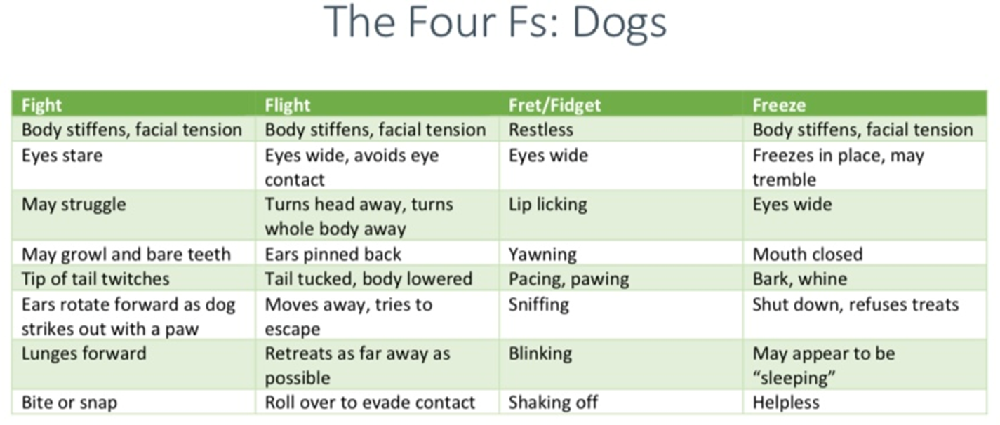 The Four Fs: Dogs
Fight Flight Fret/Fidget Freeze
Body stiffens, facial tension Body stiffens, facial tension Restless Body stiffens, facial tension
Eyes stare Eyes wide, avoids eye contact Eyes wide Freezes in place, may tremble
May struggle Turns head away, turns whole body away Lip licking Eyes wide
May growl and bare teeth Ears pinned back Yawning Mouth closed
Tip of tail twitches Tail tucked, body lowered Pacing, pawing Bark, whine
Ears rotate forward as dog strikes out with a paw Moves away, tries to escape Sniffing Shut down, refuses treats
Lunges forward Retreats as far away as possible Blinking May appear to be “sleeping”
Bite or snap Roll over to evade contact Shaking off Helpless